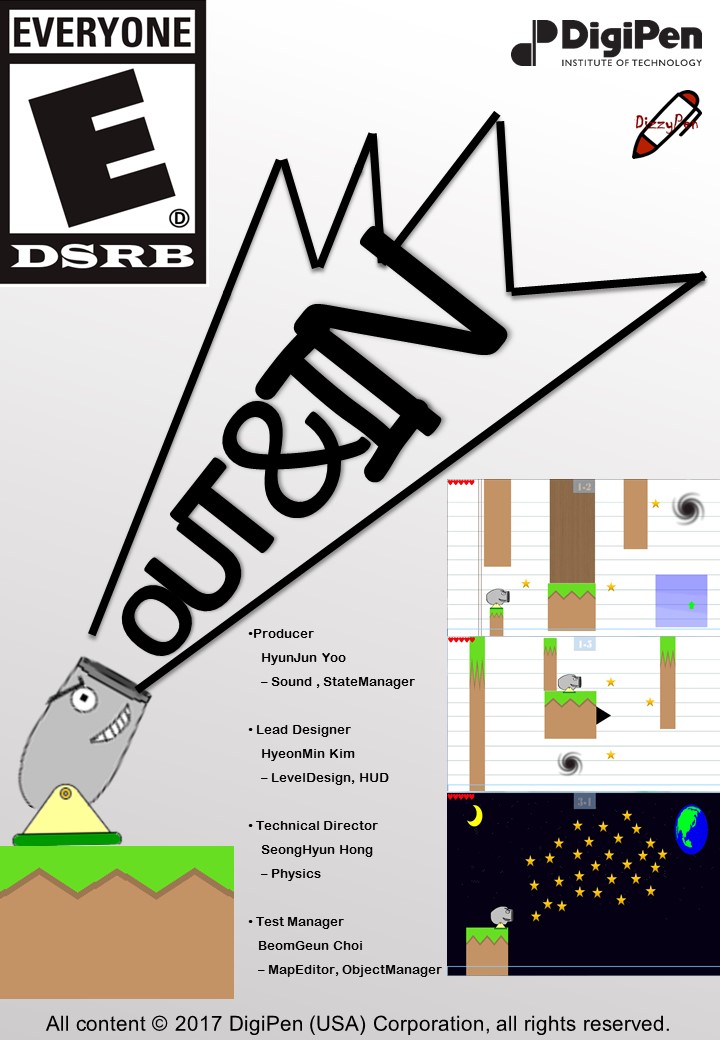 EVERYONE
E
D
DSRB
DigiPen
INSTITUTE OF TECHNOLOGY
DizzyPen
OUT&IN
1-2
1-3
3-1
•Producer
HyunJun Yoo
– Sound , StateManager
• Lead Designer
HyeonMin Kim
– LevelDesign, HUD
• Technical Director
SeongHyun Hong
– Physics
• Test Manager
BeomGeun Choi
– MapEditor, ObjectManager
All content © 2017 DigiPen (USA) Corporation, all rights reserved.